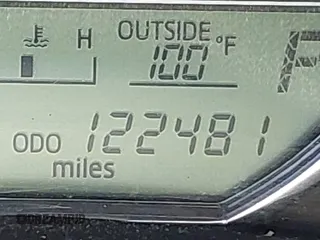 H OUTSIDE
100 °F
ODO 122481
miles